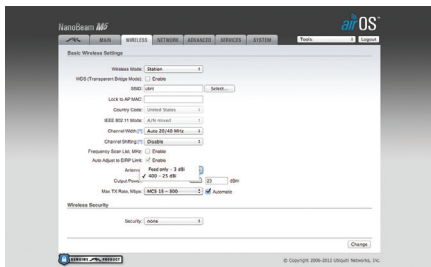 NanoBeam M5
airOS™
MAIN WIRELESS NETWORK ADVANCED SERVICES SYSTEM Tools: Logout
Basic Wireless Settings
Wireless Mode: Station
WDS (Transparent Bridge Mode): Enable
SSID: ubnt Select...
Lock to AP MAC:
Country Code: United States
IEEE 802.11 Mode: A/N mixed
Channel Width:[?] Auto 20/40 MHz
Channel Shifting:[?] Disable
Frequency Scan List, MHz: Enable
Auto Adjust to EIRP Limit: Enable
Antenna: Feed only - 3 dBi
✓ 400 - 25 dBi
Output Power: 23 dBm
Max TX Rate, Mbps: MCS 15 - 300 Automatic
Wireless Security
Security: none
Change
GENUINE PRODUCT
© Copyright 2006-2012 Ubiquiti Networks, Inc.